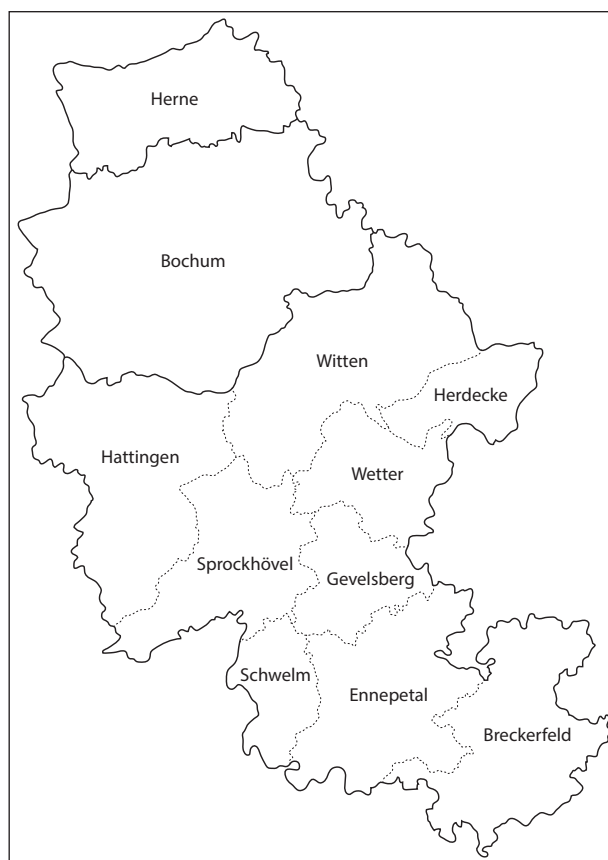 Herne
Bochum
Witten
Herdecke
Hattingen
Wetter
Sprockhövel
Gevelsberg
Schwelm
Ennepetal
Breckerfeld